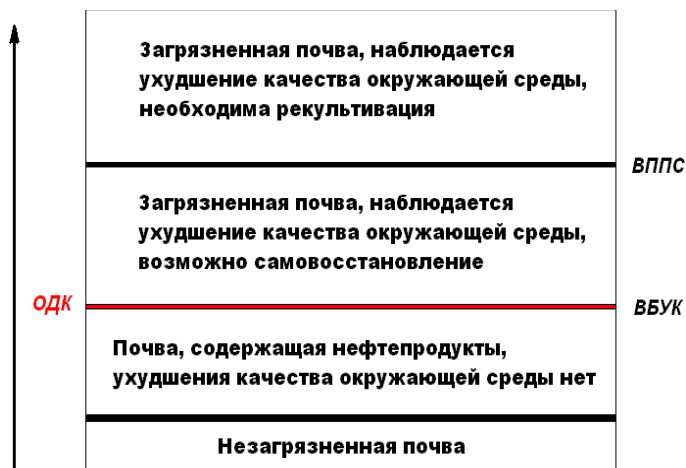 Загрязненная почва, наблюдается
ухудшение качества окружающей среды,
необходима рекультивация
ВППС
Загрязненная почва, наблюдается
ухудшение качества окружающей среды,
возможно самовосстановление
ОДК
ВБУК
Почва, содержащая нефтепродукты,
ухудшения качества окружающей среды нет
Незагрязненная почва